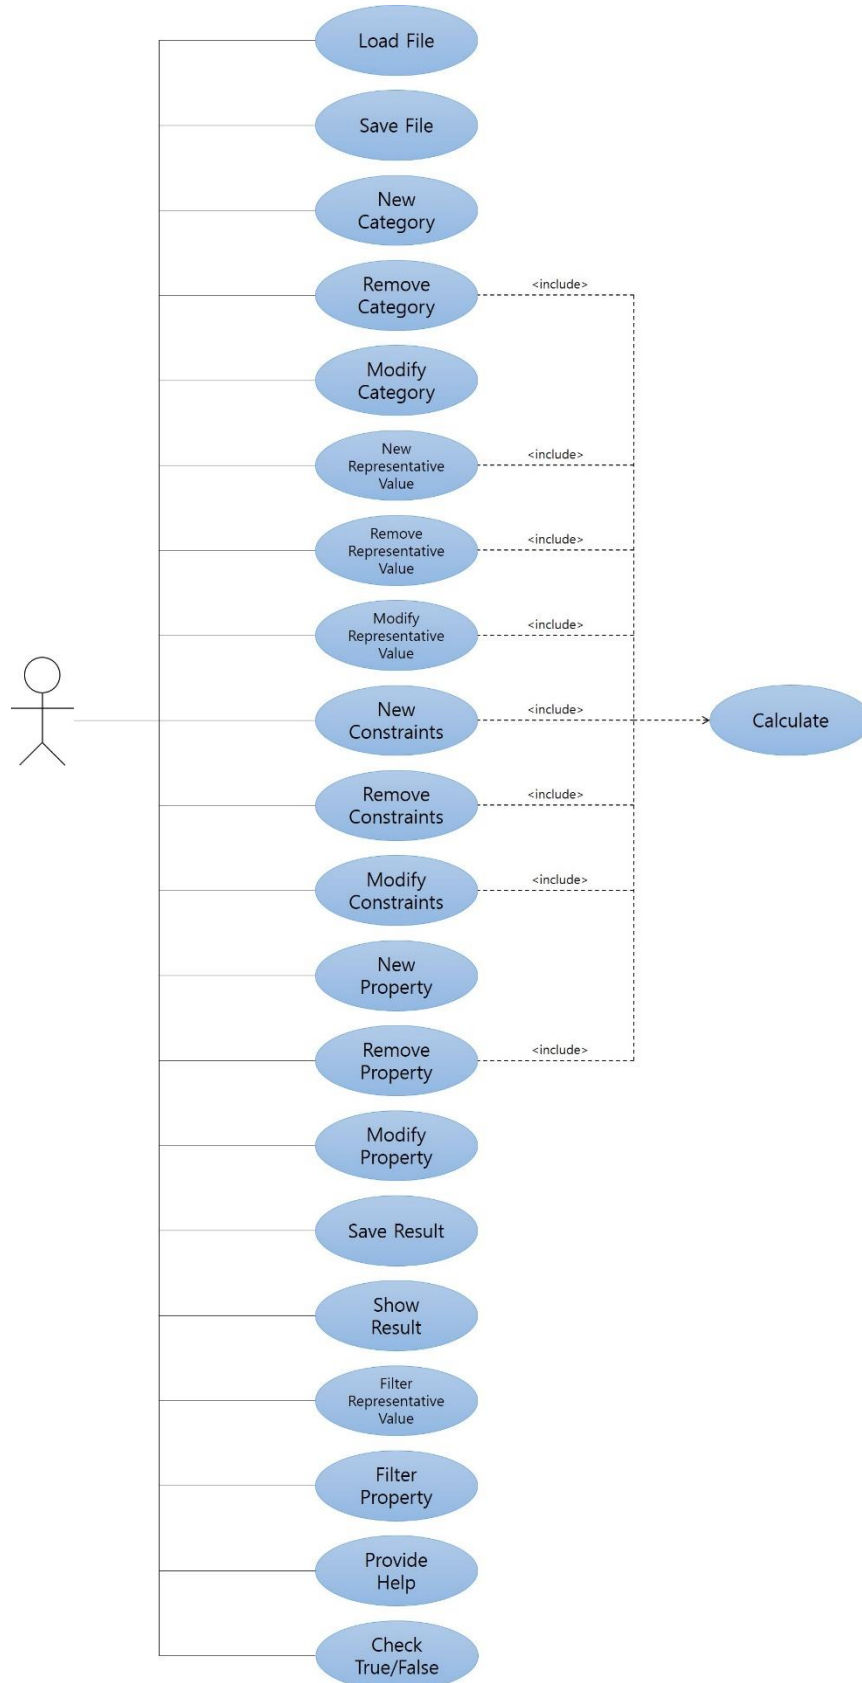 Load File
Save File
New
Category
Remove
Category
<include>
Modify
Category
New
Representative
Value
<include>
Remove
Representative
Value
<include>
Modify
Representative
Value
<include>
New
Constraints
<include>
Calculate
Remove
Constraints
<include>
Modify
Constraints
<include>
New
Property
Remove
Property
<include>
Modify
Property
Save Result
Show
Result
Filter
Representative
Value
Filter
Property
Provide
Help
Check
True/False